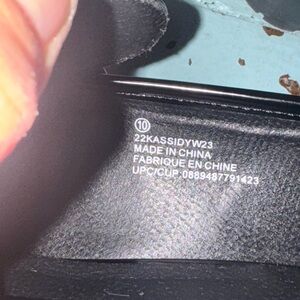 ⑩
22KASSIDYW23
MADE IN CHINA
FABRIQUE EN CHINE
UPC/CUP:0889487791423